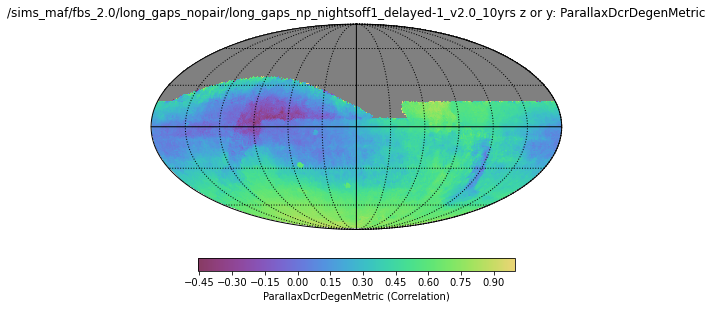 /sims_maf/fbs_2.0/long_gaps_nopair/long_gaps_np_nightsoff1_delayed-1_v2.0_10yrs z or y: ParallaxDcrDegenMetric
−0.45 −0.30 −0.15 0.00 0.15 0.30 0.45 0.60 0.75 0.90
ParallaxDcrDegenMetric (Correlation)